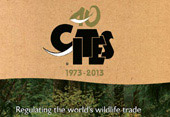 40
CITES
1973-2013
Regulating the world's wildlife trade